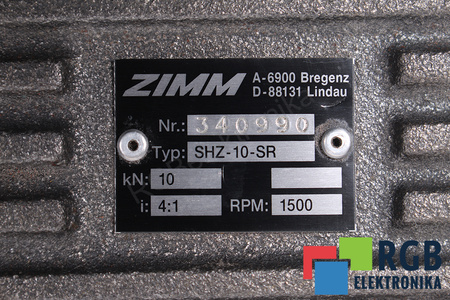 ZIMM A-6900 Bregenz
D-88131 Lindau
Nr.: 340990
Typ: SHZ-10-SR
kN: 10
i: 4:1 RPM: 1500
RGB
ELEKTRONIKA